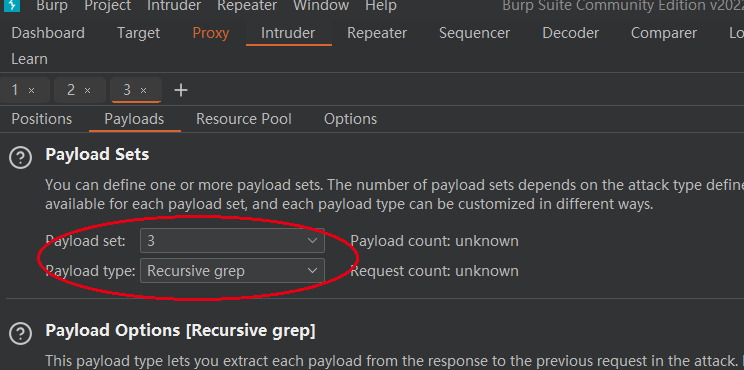 Burp Project Intruder Repeater Window Help Burp Suite Community Edition v2022
Dashboard Target Proxy Intruder Repeater Sequencer Decoder Comparer Lo
Learn
1 × 2 × 3 × +
Positions Payloads Resource Pool Options
? Payload Sets
You can define one or more payload sets. The number of payload sets depends on the attack type define
available for each payload set, and each payload type can be customized in different ways.
Payload set: 3 Payload count: unknown
Payload type: Recursive grep Request count: unknown
? Payload Options [Recursive grep]
This payload type lets you extract each payload from the response to the previous request in the attack.